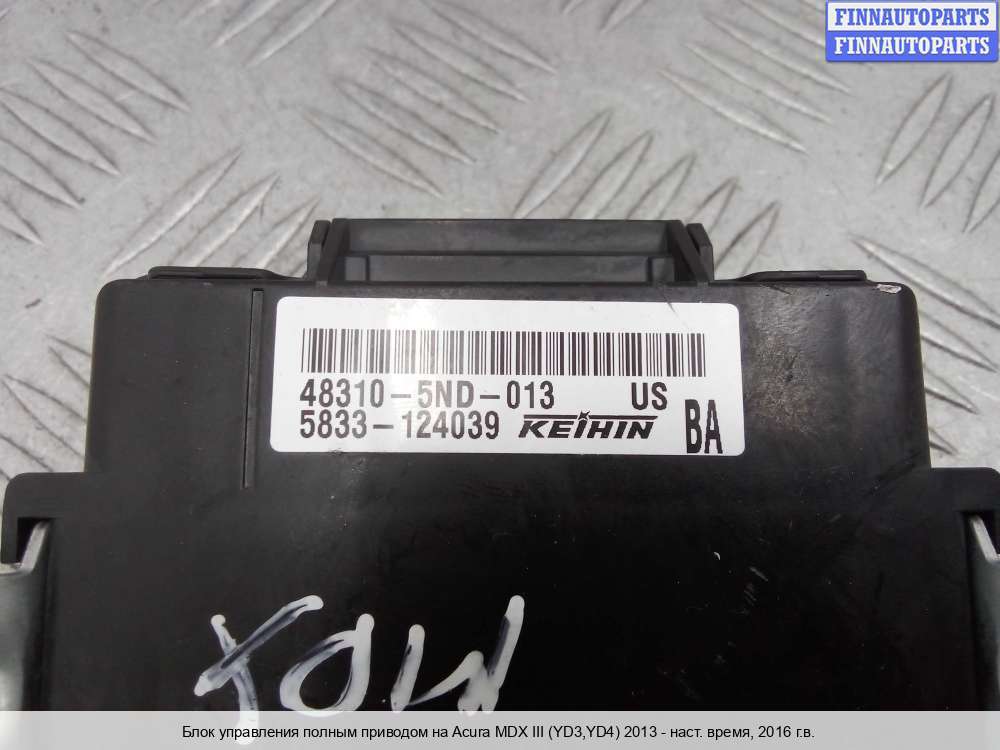 FINNAUTOPARTS
FINNAUTOPARTS
48310-5ND-013 US
5833-124039 KEIHIN BA
Блок управления полным приводом на Acura MDX III (YD3,YD4) 2013 - наст. время, 2016 г.в.